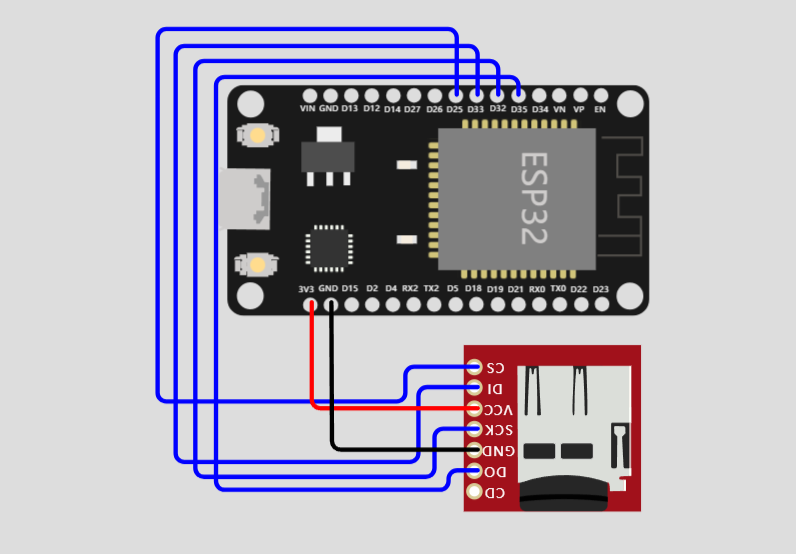 VIN GND D13 D12 D14 D27 D26 D25 D33 D32 D35 D34 VN VP EN
ESP32
3V3 GND D15 D2 D4 RX2 TX2 D5 D18 D19 D21 RX0 TX0 D22 D23
CS
DI
VCC
SCK
GND
DO
CD